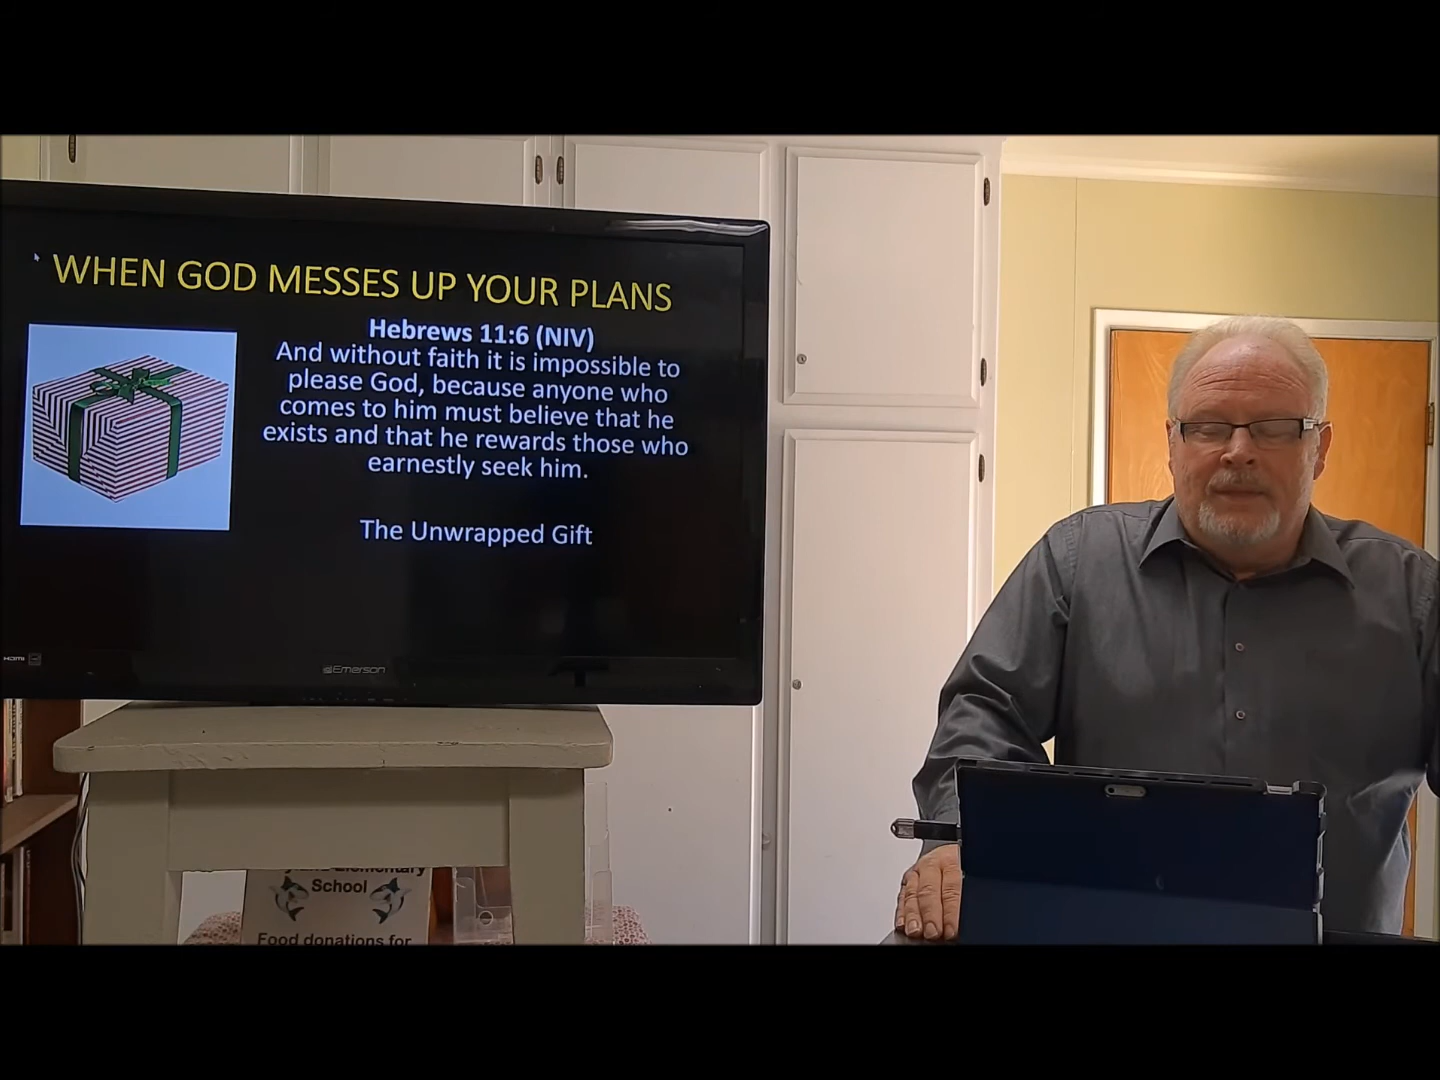 WHEN GOD MESSES UP YOUR PLANS
Hebrews 11:6 (NIV)
And without faith it is impossible to
please God, because anyone who
comes to him must believe that he
exists and that he rewards those who
earnestly seek him.
The Unwrapped Gift
HDMI
Emerson
Elementary
School
Food donations for